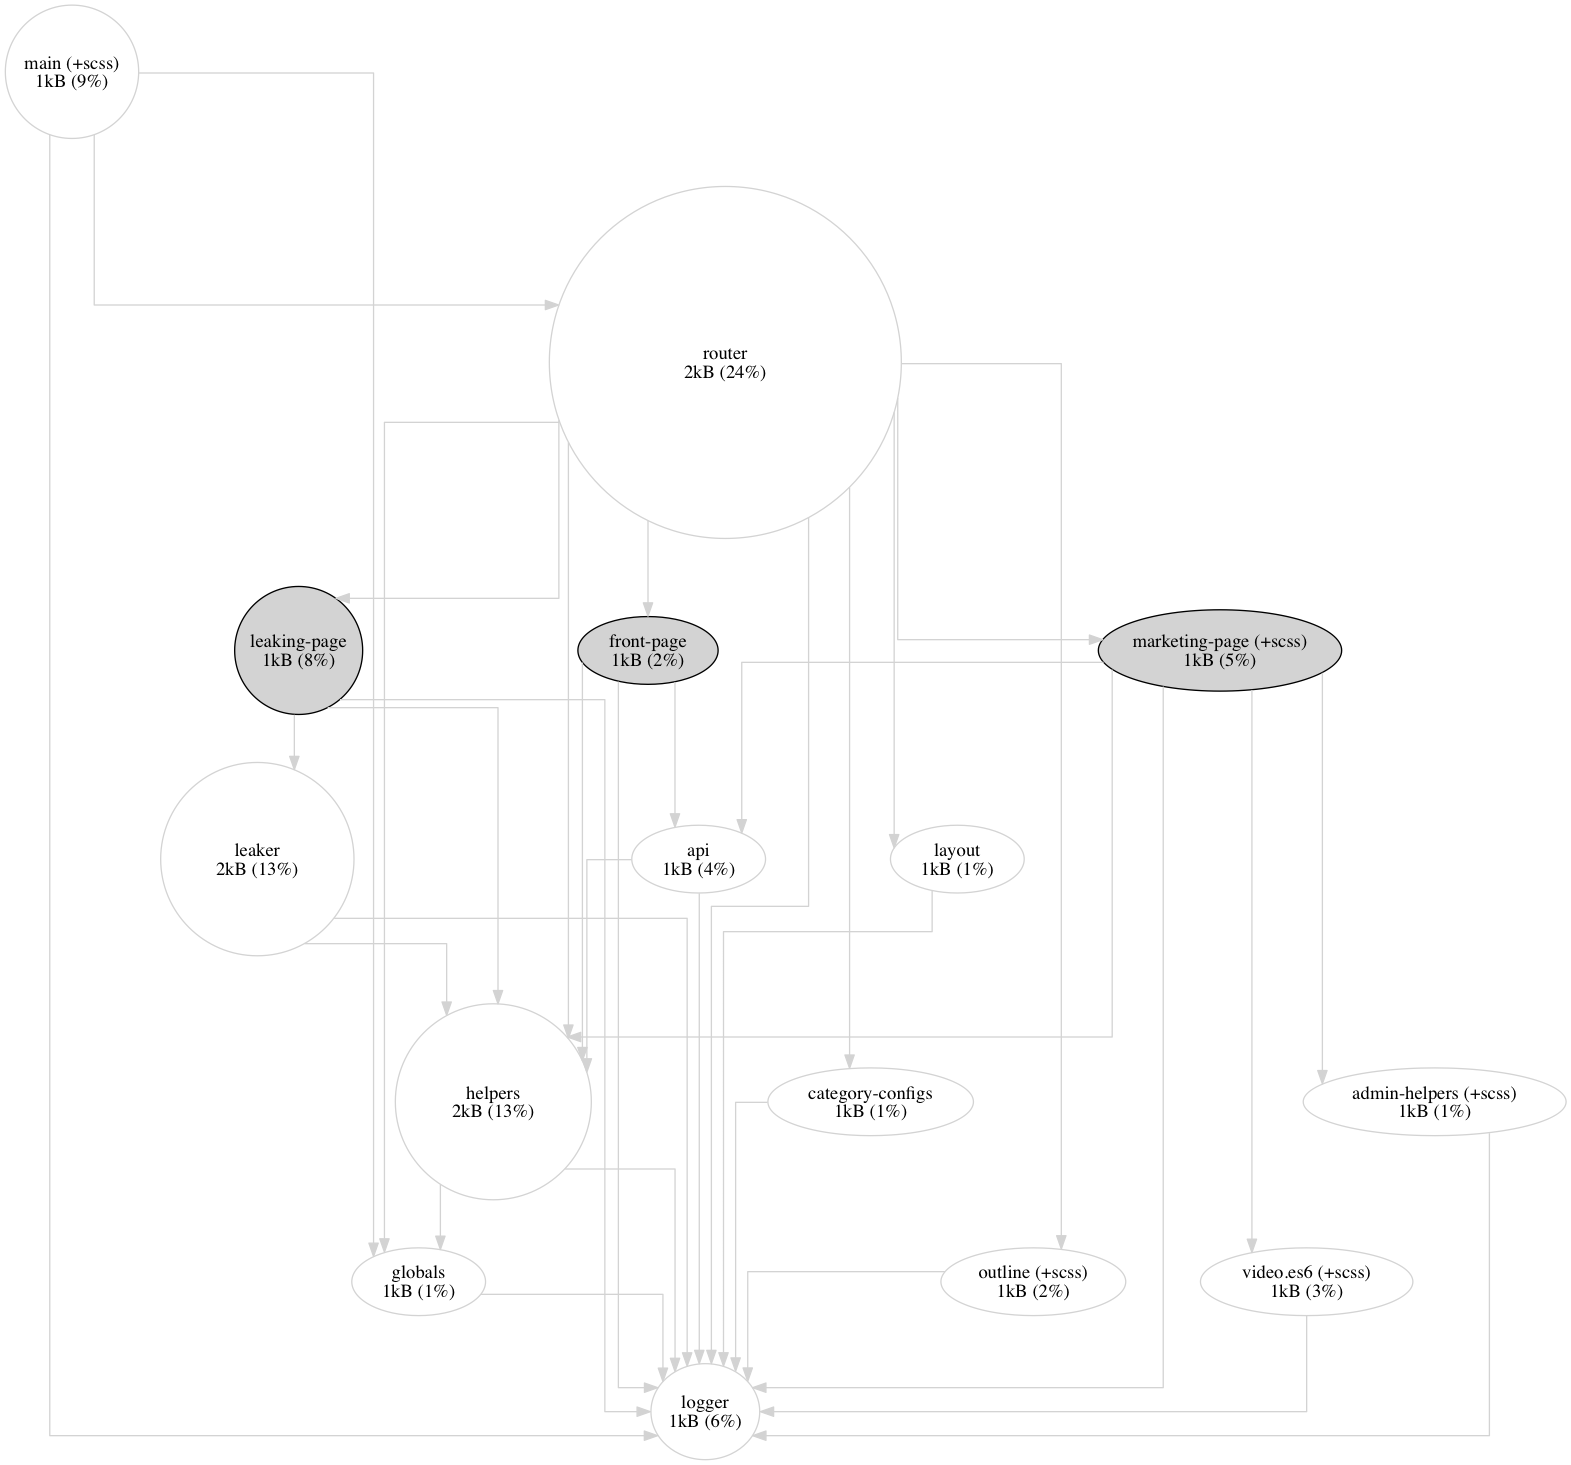 main (+scss)
1kB (9%)
router
2kB (24%)
leaking-page
1kB (8%)
front-page
1kB (2%)
marketing-page (+scss)
1kB (5%)
leaker
2kB (13%)
api
1kB (4%)
layout
1kB (1%)
helpers
2kB (13%)
category-configs
1kB (1%)
admin-helpers (+scss)
1kB (1%)
globals
1kB (1%)
outline (+scss)
1kB (2%)
video.es6 (+scss)
1kB (3%)
logger
1kB (6%)